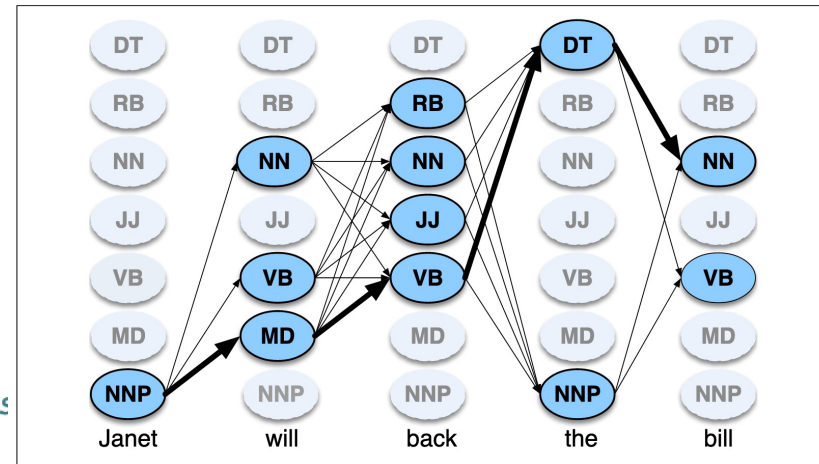 DT DT DT DT DT
RB RB RB RB RB
NN NN NN NN NN
JJ JJ JJ JJ JJ
VB VB VB VB VB
MD MD MD MD MD
NNP NNP NNP NNP NNP
Janet will back the bill